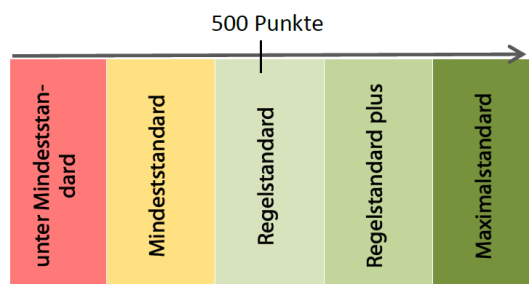 500 Punkte
unter Mindeststan-
dard
Mindeststandard
Regelstandard
Regelstandard plus
Maximalstandard